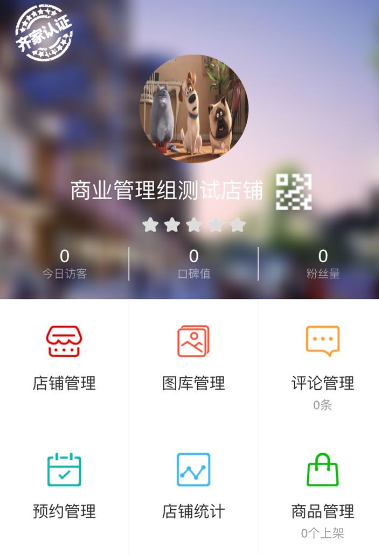 齐家认证
商业管理组测试店铺
0 0 0
今日访客 口碑值 粉丝量
店铺管理 图库管理 评论管理
0条
预约管理 店铺统计 商品管理
0个上架